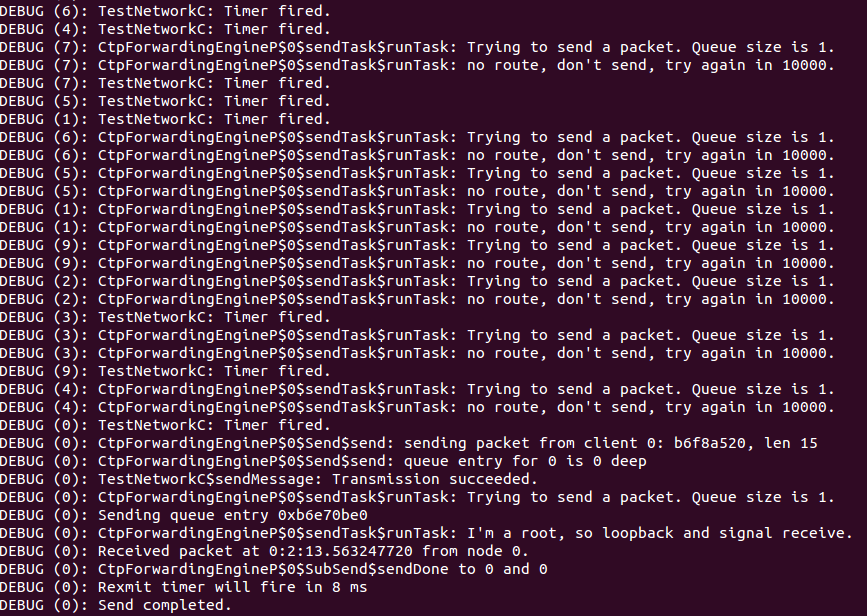 DEBUG (6): TestNetworkC: Timer fired.
DEBUG (4): TestNetworkC: Timer fired.
DEBUG (7): CtpForwardingEngineP$0$sendTask$runTask: Trying to send a packet. Queue size is 1.
DEBUG (7): CtpForwardingEngineP$0$sendTask$runTask: no route, don't send, try again in 10000.
DEBUG (7): TestNetworkC: Timer fired.
DEBUG (5): TestNetworkC: Timer fired.
DEBUG (1): TestNetworkC: Timer fired.
DEBUG (6): CtpForwardingEngineP$0$sendTask$runTask: Trying to send a packet. Queue size is 1.
DEBUG (6): CtpForwardingEngineP$0$sendTask$runTask: no route, don't send, try again in 10000.
DEBUG (5): CtpForwardingEngineP$0$sendTask$runTask: Trying to send a packet. Queue size is 1.
DEBUG (5): CtpForwardingEngineP$0$sendTask$runTask: no route, don't send, try again in 10000.
DEBUG (1): CtpForwardingEngineP$0$sendTask$runTask: Trying to send a packet. Queue size is 1.
DEBUG (1): CtpForwardingEngineP$0$sendTask$runTask: no route, don't send, try again in 10000.
DEBUG (9): CtpForwardingEngineP$0$sendTask$runTask: Trying to send a packet. Queue size is 1.
DEBUG (9): CtpForwardingEngineP$0$sendTask$runTask: no route, don't send, try again in 10000.
DEBUG (2): CtpForwardingEngineP$0$sendTask$runTask: Trying to send a packet. Queue size is 1.
DEBUG (2): CtpForwardingEngineP$0$sendTask$runTask: no route, don't send, try again in 10000.
DEBUG (3): TestNetworkC: Timer fired.
DEBUG (3): CtpForwardingEngineP$0$sendTask$runTask: Trying to send a packet. Queue size is 1.
DEBUG (3): CtpForwardingEngineP$0$sendTask$runTask: no route, don't send, try again in 10000.
DEBUG (9): TestNetworkC: Timer fired.
DEBUG (4): CtpForwardingEngineP$0$sendTask$runTask: Trying to send a packet. Queue size is 1.
DEBUG (4): CtpForwardingEngineP$0$sendTask$runTask: no route, don't send, try again in 10000.
DEBUG (0): TestNetworkC: Timer fired.
DEBUG (0): CtpForwardingEngineP$0$Send$send: sending packet from client 0: b6f8a520, len 15
DEBUG (0): CtpForwardingEngineP$0$Send$send: queue entry for 0 is 0 deep
DEBUG (0): TestNetworkC$sendMessage: Transmission succeeded.
DEBUG (0): CtpForwardingEngineP$0$sendTask$runTask: Trying to send a packet. Queue size is 1.
DEBUG (0): Sending queue entry 0xb6e70be0
DEBUG (0): CtpForwardingEngineP$0$sendTask$runTask: I'm a root, so loopback and signal receive.
DEBUG (0): Received packet at 0:2:13.563247720 from node 0.
DEBUG (0): CtpForwardingEngineP$0$SubSend$sendDone to 0 and 0
DEBUG (0): Rexmit timer will fire in 8 ms
DEBUG (0): Send completed.